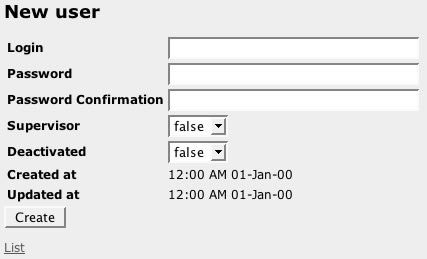 New user
Login
Password
Password Confirmation
Supervisor false
Deactivated false
Created at 12:00 AM 01-Jan-00
Updated at 12:00 AM 01-Jan-00
Create
List